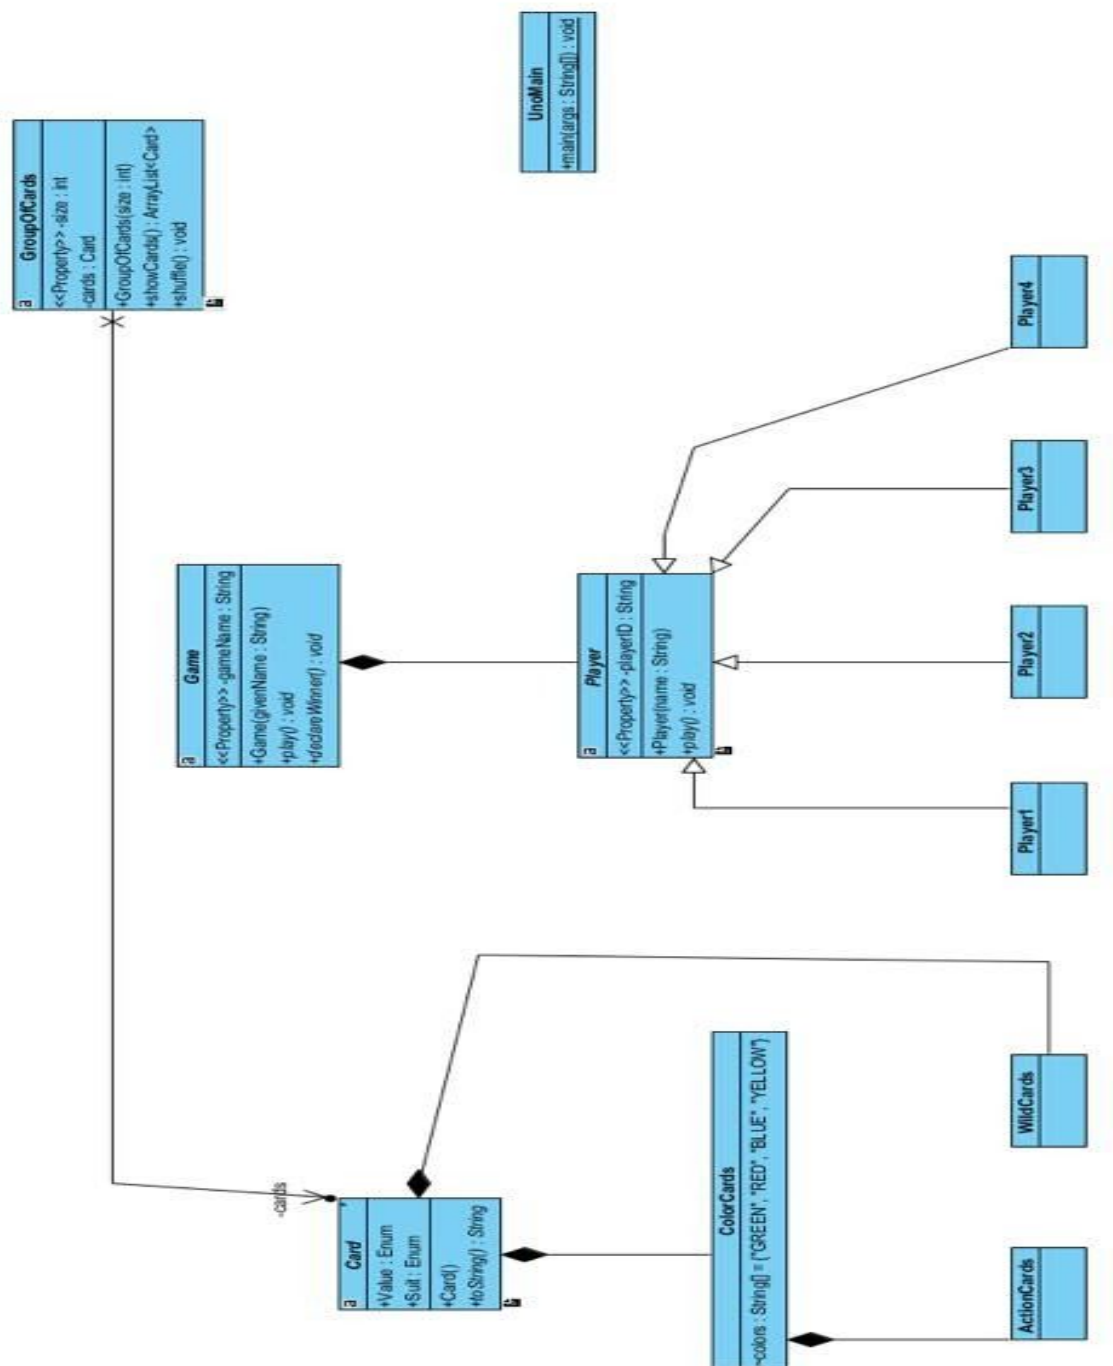 UnoMain
+main(args : String[]) : void
GroupOfCards
<<Property>> -size : int
-cards : Card
+GroupOfCards(size : int)
+showCards() : ArrayList<Card>
+shuffle() : void
Game
<<Property>> -gameName : String
+Game(givenName : String)
+play() : void
+declareWinner() : void
Player
<<Property>> -playerID : String
+Player(name : String)
+play() : void
Player1
Player2
Player3
Player4
-cards
*
Card
+Value : Enum
+Suit : Enum
+Card()
+toString() : String
ColorCards
~colors : String[] = {"GREEN", "RED", "BLUE", "YELLOW"}
WildCards
ActionCards